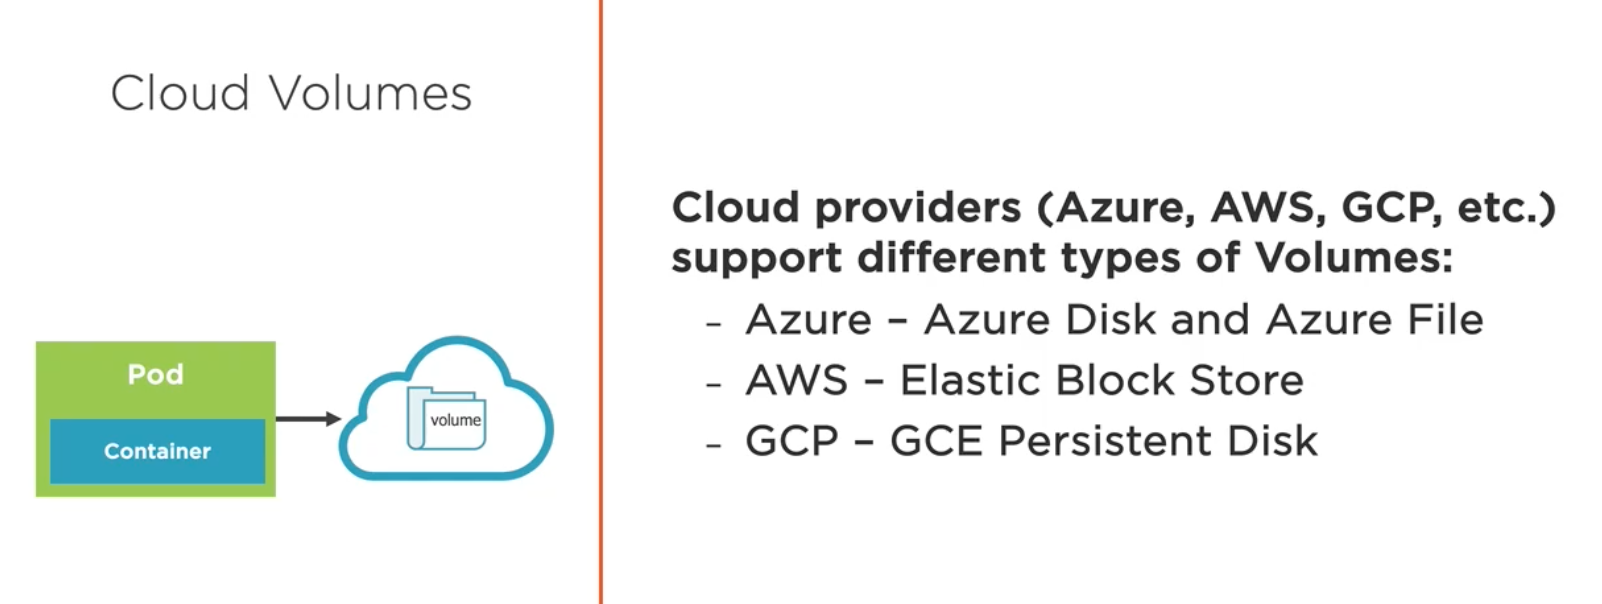 Cloud Volumes
Pod
Container
volume
Cloud providers (Azure, AWS, GCP, etc.)
support different types of Volumes:
– Azure – Azure Disk and Azure File
– AWS – Elastic Block Store
– GCP – GCE Persistent Disk